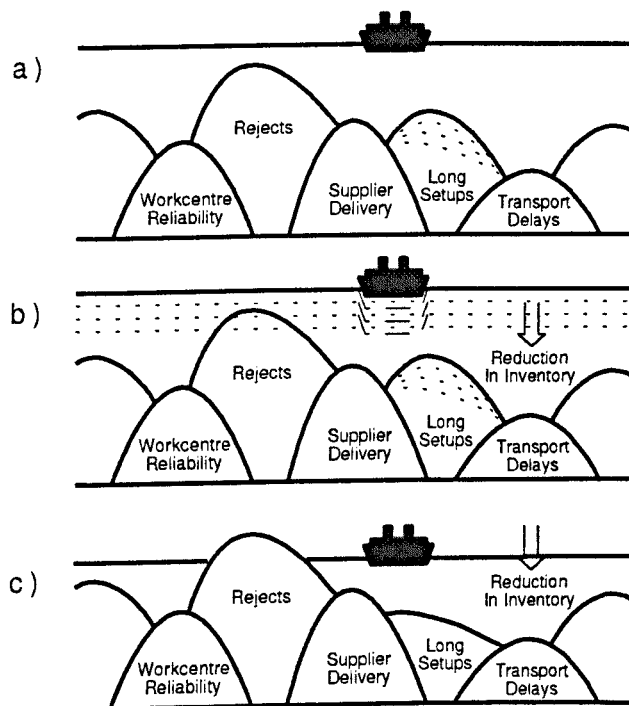 a)
Rejects
Workcentre
Reliability
Supplier
Delivery
Long
Setups
Transport
Delays
b)
Reduction
In Inventory
Rejects
Workcentre
Reliability
Supplier
Delivery
Long
Setups
Transport
Delays
c)
Reduction
In Inventory
Rejects
Workcentre
Reliability
Supplier
Delivery
Long
Setups
Transport
Delays